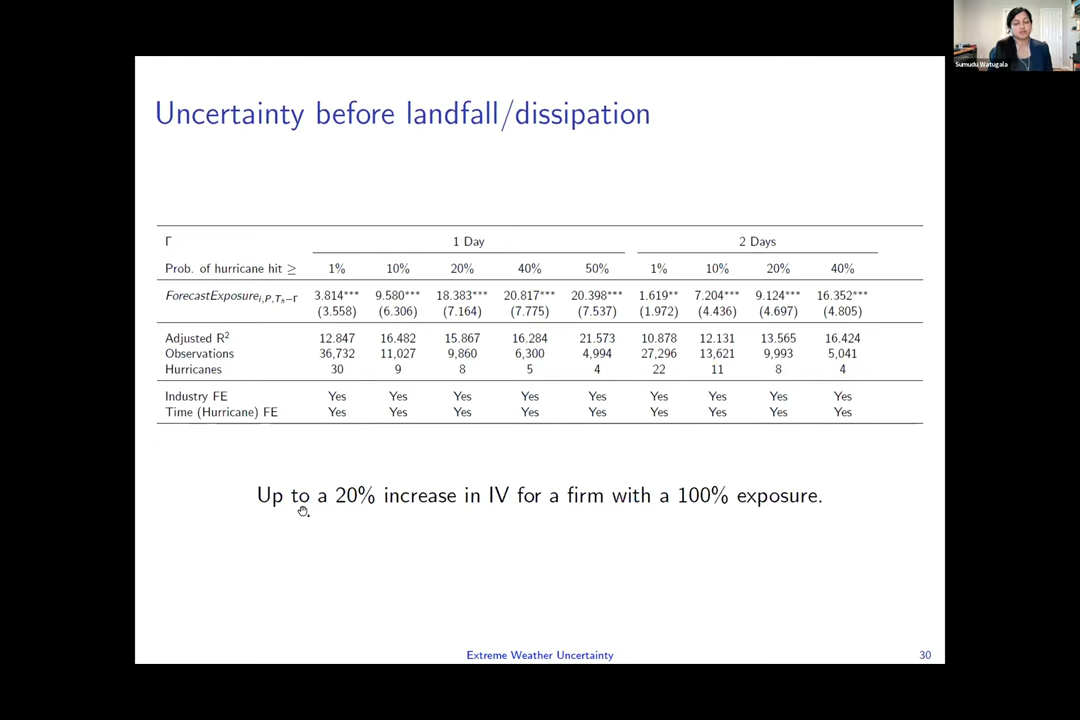 Sumudu Watugala
Uncertainty before landfall/dissipation
Γ 1 Day 2 Days
Prob. of hurricane hit ≥ 1% 10% 20% 40% 50% 1% 10% 20% 40%
ForecastExposure_{i,P,T_h−Γ} 3.814*** 9.580*** 18.383*** 20.817*** 20.398*** 1.619** 7.204*** 9.124*** 16.352***
(3.558) (6.306) (7.164) (7.775) (7.537) (1.972) (4.436) (4.697) (4.805)
Adjusted R² 12.847 16.482 15.867 16.284 21.573 10.878 12.131 13.565 16.424
Observations 36,732 11,027 9,860 6,300 4,994 27,296 13,621 9,993 5,041
Hurricanes 30 9 8 5 4 22 11 8 4
Industry FE Yes Yes Yes Yes Yes Yes Yes Yes Yes
Time (Hurricane) FE Yes Yes Yes Yes Yes Yes Yes Yes Yes
Up to a 20% increase in IV for a firm with a 100% exposure.
Extreme Weather Uncertainty 30